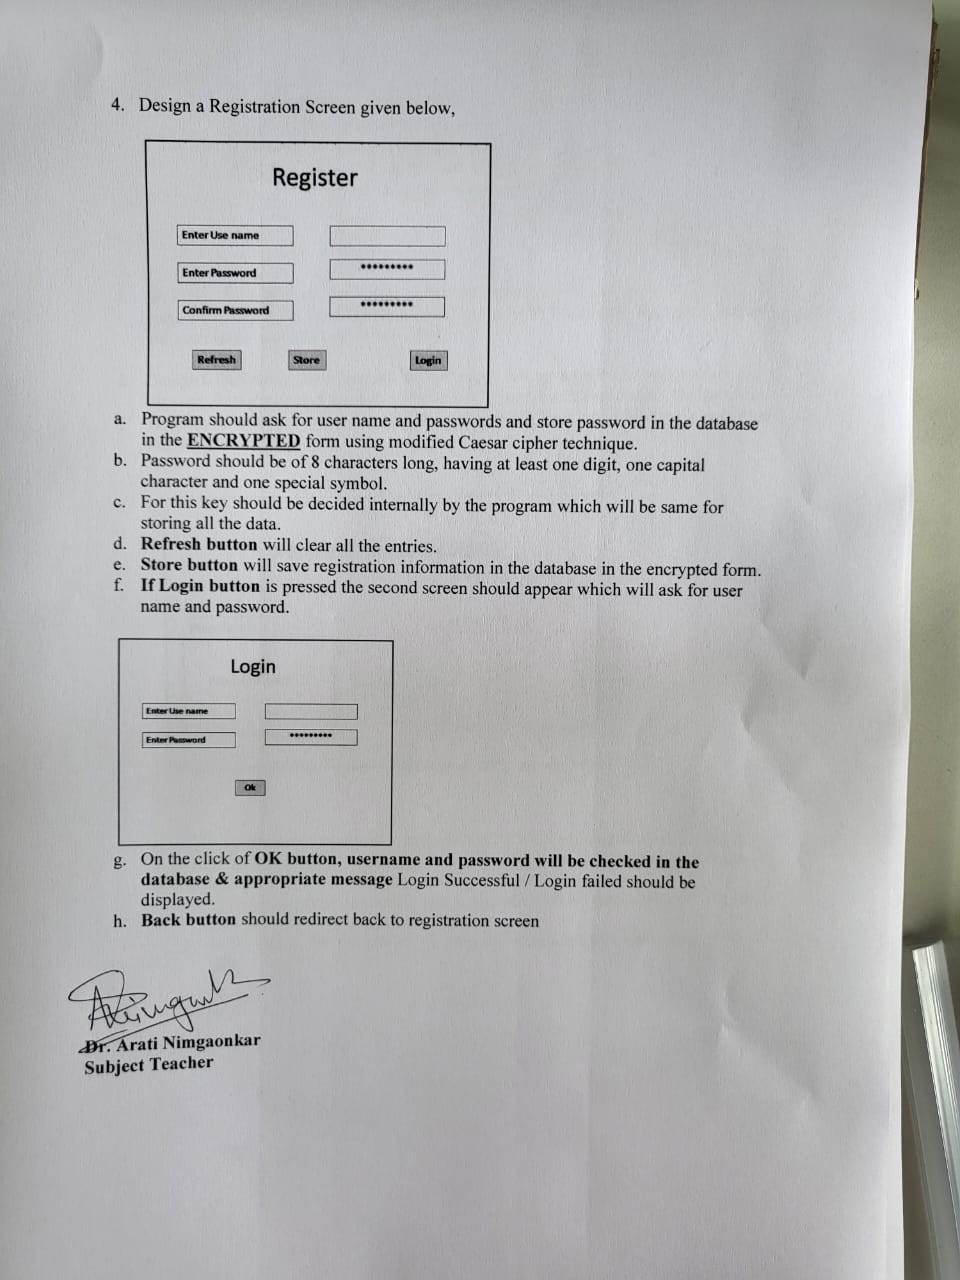 4. Design a Registration Screen given below,
Register
Enter Use name
Enter Password *********
Confirm Password *********
Refresh Store Login
a. Program should ask for user name and passwords and store password in the database
in the ENCRYPTED form using modified Caesar cipher technique.
b. Password should be of 8 characters long, having at least one digit, one capital
character and one special symbol.
c. For this key should be decided internally by the program which will be same for
storing all the data.
d. Refresh button will clear all the entries.
e. Store button will save registration information in the database in the encrypted form.
f. If Login button is pressed the second screen should appear which will ask for user
name and password.
Login
Enter Use name
Enter Password *********
Ok
g. On the click of OK button, username and password will be checked in the
database & appropriate message Login Successful / Login failed should be
displayed.
h. Back button should redirect back to registration screen
Dr. Arati Nimgaonkar
Subject Teacher